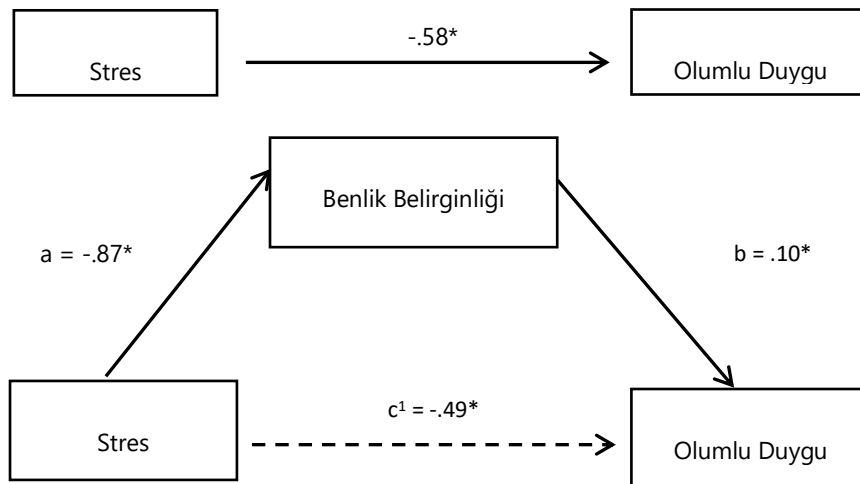 -.58*
Stres
Olumlu Duygu
Benlik Belirginliği
a = -.87*
b = .10*
c¹ = -.49*
Stres
Olumlu Duygu